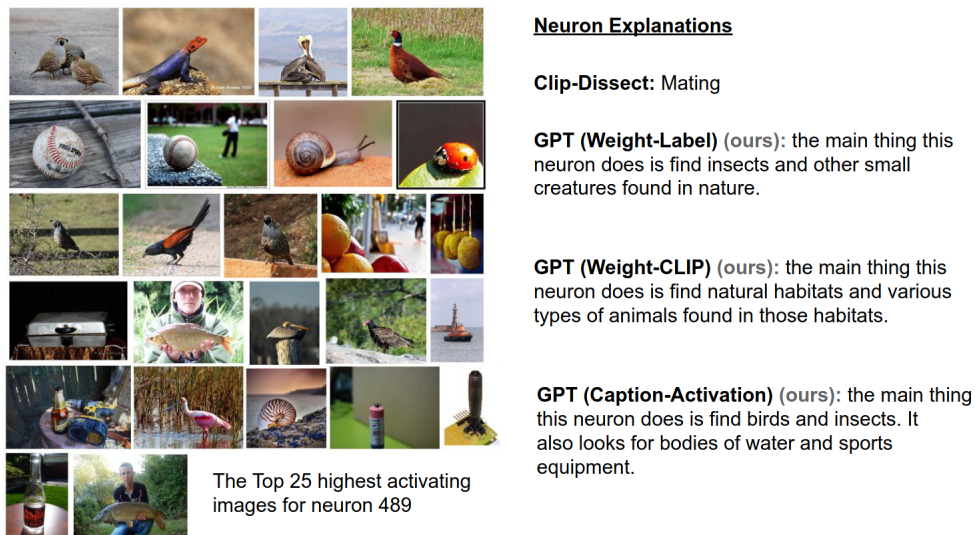 Neuron Explanations
Clip-Dissect: Mating
GPT (Weight-Label) (ours): the main thing this
neuron does is find insects and other small
creatures found in nature.
GPT (Weight-CLIP) (ours): the main thing this
neuron does is find natural habitats and various
types of animals found in those habitats.
GPT (Caption-Activation) (ours): the main thing
this neuron does is find birds and insects. It
also looks for bodies of water and sports
equipment.
The Top 25 highest activating
images for neuron 489